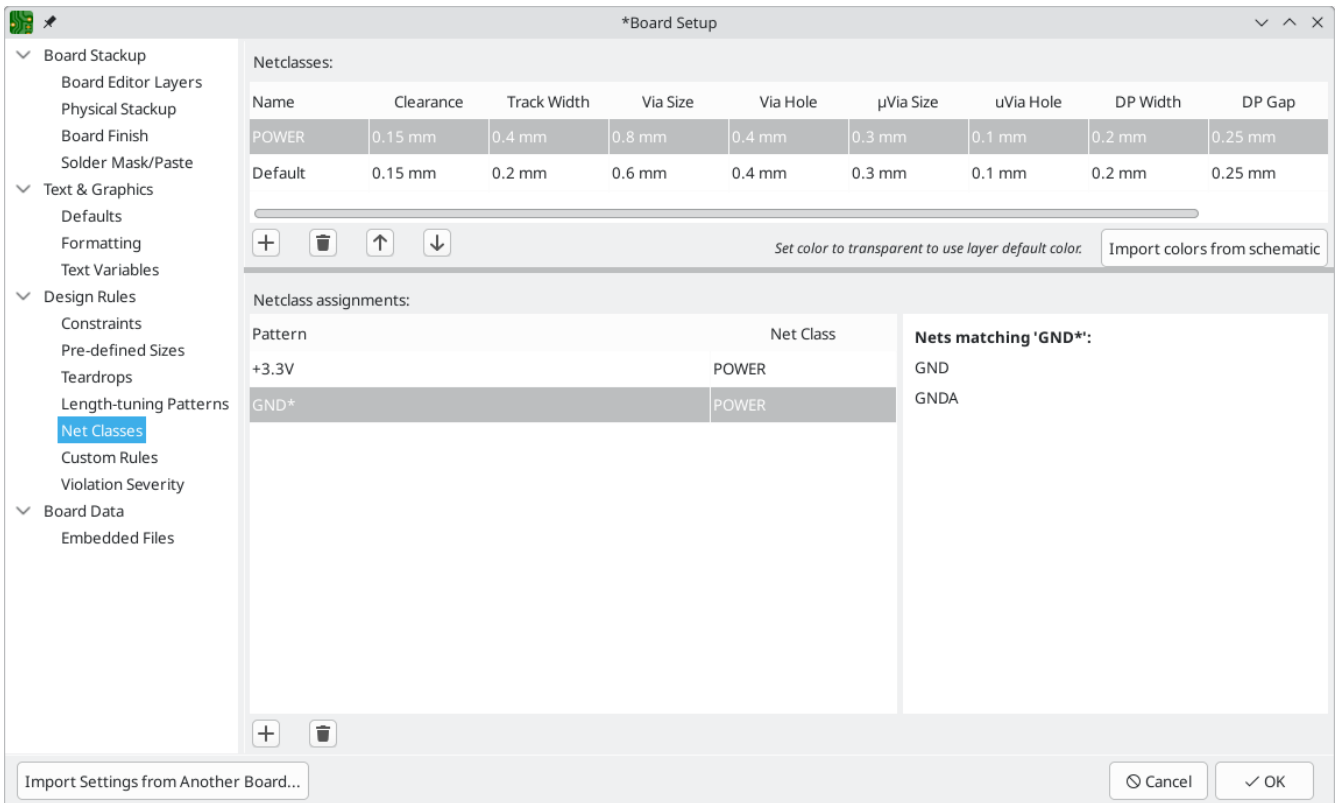 *Board Setup
Board Stackup
Board Editor Layers
Physical Stackup
Board Finish
Solder Mask/Paste
Text & Graphics
Defaults
Formatting
Text Variables
Design Rules
Constraints
Pre-defined Sizes
Teardrops
Length-tuning Patterns
Net Classes
Custom Rules
Violation Severity
Board Data
Embedded Files
Netclasses:
Name Clearance Track Width Via Size Via Hole µVia Size uVia Hole DP Width DP Gap
POWER 0.15 mm 0.4 mm 0.8 mm 0.4 mm 0.3 mm 0.1 mm 0.2 mm 0.25 mm
Default 0.15 mm 0.2 mm 0.6 mm 0.4 mm 0.3 mm 0.1 mm 0.2 mm 0.25 mm
Set color to transparent to use layer default color. Import colors from schematic
Netclass assignments:
Pattern Net Class
+3.3V POWER
GND* POWER
Nets matching 'GND*':
GND
GNDA
Import Settings from Another Board... Cancel OK